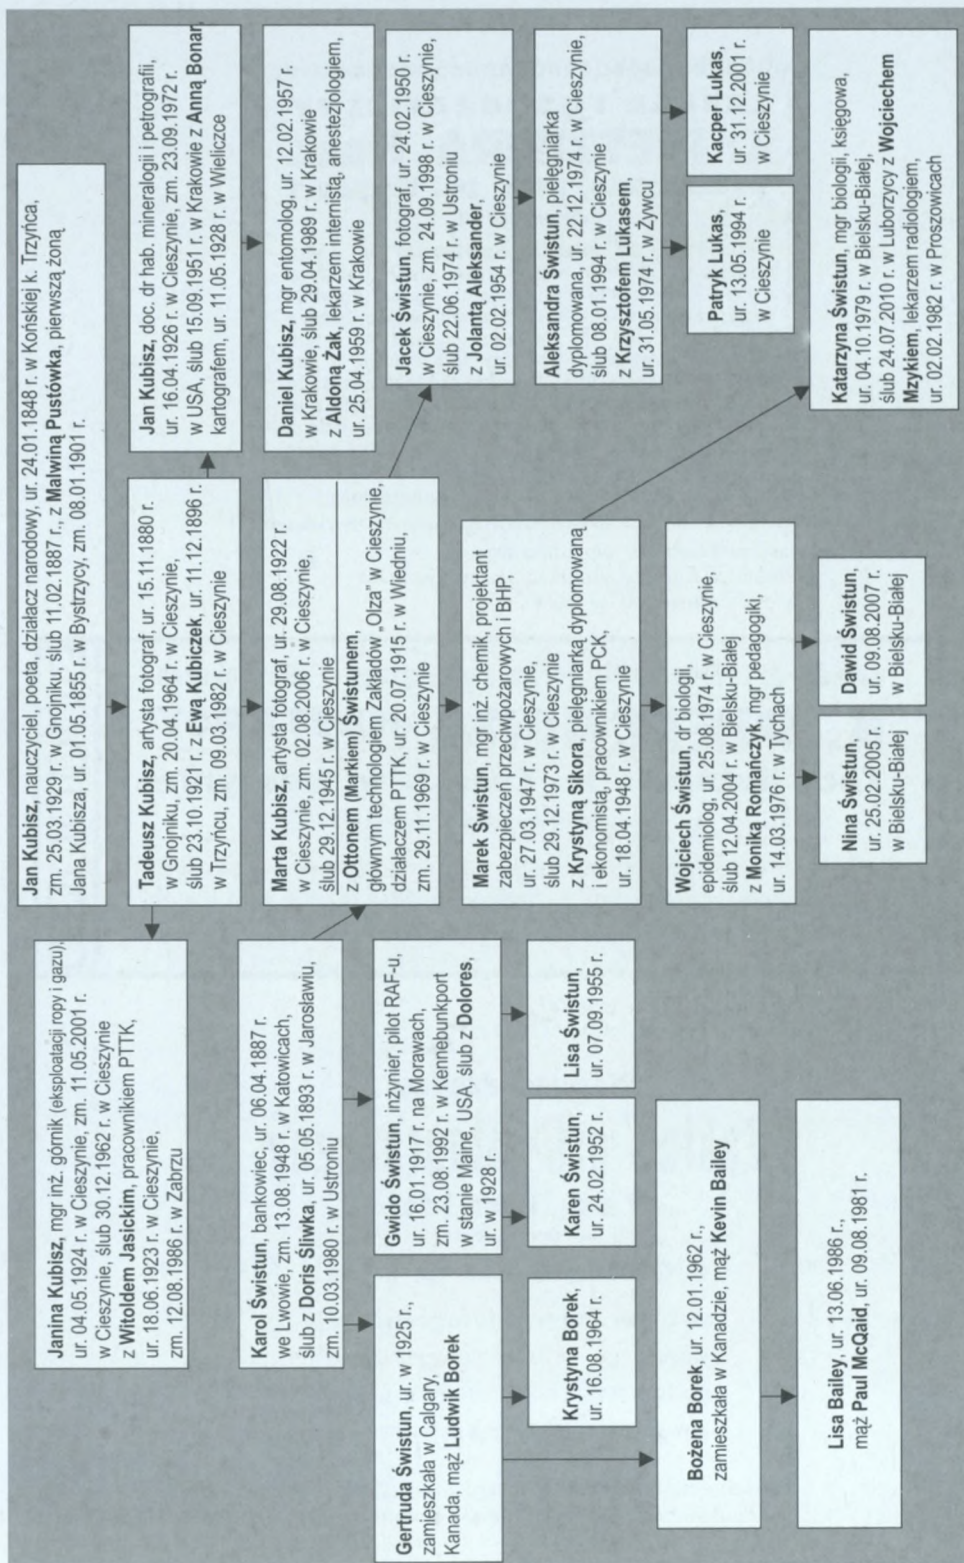 Jan Kubisz, nauczyciel, poeta, działacz narodowy, ur. 24.01.1848 r. w Końskiej k. Trzyńca,
zm. 25.03.1929 r. w Gnojniku, ślub 11.02.1887 r., z Malwiną Pustówka, pierwszą żoną
Jana Kubisza, ur. 01.05.1855 r. w Bystrzycy, zm. 08.01.1901 r.
Janina Kubisz, mgr inż. górnik (eksploatacji ropy i gazu),
ur. 04.05.1924 r. w Cieszynie, zm. 11.05.2001 r.
w Cieszynie, ślub 30.12.1962 r. w Cieszynie
z Witoldem Jasickim, pracownikiem PTTK,
ur. 18.06.1923 r. w Cieszynie,
zm. 12.08.1986 r. w Zabrzu
Tadeusz Kubisz, artysta fotograf, ur. 15.11.1880 r.
w Gnojniku, zm. 20.04.1964 r. w Cieszynie,
ślub 23.10.1921 r., z Ewą Kubiczek, ur. 11.12.1896 r.
w Trzyńcu, zm. 09.03.1982 r. w Cieszynie
Jan Kubisz, doc. dr hab. mineralogii i petrografii,
ur. 16.04.1926 r. w Cieszynie, zm. 23.09.1972 r.
w USA, ślub 15.09.1951 r. w Krakowie z Anną Bonar,
kartografem, ur. 11.05.1928 r. w Wieliczce
Karol Świstun, bankowiec, ur. 06.04.1887 r.
we Lwowie, zm. 13.08.1948 r. w Katowicach,
ślub z Doris Śliwka, ur. 05.05.1893 r. w Jarosławiu,
zm. 10.03.1980 r. w Ustroniu
Marta Kubisz, artysta fotograf, ur. 29.08.1922 r.
w Cieszynie, zm. 02.08.2006 r. w Cieszynie,
ślub 29.12.1945 r. w Cieszynie
z Ottonem (Markiem) Świstunem,
głównym technologiem Zakładów „Olza” w Cieszynie,
działaczem PTTK, ur. 20.07.1915 r. w Wiedniu,
zm. 29.11.1969 r. w Cieszynie
Daniel Kubisz, mgr entomolog, ur. 12.02.1957 r.
w Krakowie, ślub 29.04.1989 r. w Krakowie
z Aldoną Żak, lekarzem internistą, anestezjologiem,
ur. 25.04.1959 r. w Krakowie
Gertruda Świstun, ur. w 1925 r.,
zamieszkała w Calgary,
Kanada, mąż Ludwik Borek
Gwido Świstun, inżynier, pilot RAF-u,
ur. 16.01.1917 r. na Morawach,
zm. 23.08.1992 r. w Kennebunkport
w stanie Maine, USA, ślub z Dolores,
ur. w 1928 r.
Jacek Świstun, fotograf, ur. 24.02.1950 r.
w Cieszynie, zm. 24.09.1998 r. w Cieszynie,
ślub 22.06.1974 r. w Ustroniu
z Jolantą Aleksander,
ur. 02.02.1954 r. w Cieszynie
Krystyna Borek,
ur. 16.08.1964 r.,
Karen Świstun,
ur. 24.02.1952 r.
Lisa Świstun,
ur. 07.09.1955 r.
Marek Świstun, mgr inż. chemik, projektant
zabezpieczeń przeciwpożarowych i BHP,
ur. 27.03.1947 r. w Cieszynie,
ślub 29.12.1973 r. w Cieszynie
z Krystyną Sikora, pielęgniarką dyplomowaną
i ekonomistą, pracownikiem PCK,
ur. 18.04.1948 r. w Cieszynie
Aleksandra Świstun, pielęgniarka
dyplomowana, ur. 22.12.1974 r. w Cieszynie,
ślub 08.01.1994 r. w Cieszynie
z Krzysztofem Lukasem,
ur. 31.05.1974 r. w Żywcu
Bożena Borek, ur. 12.01.1962 r.,
zamieszkała w Kanadzie, mąż Kevin Bailey
Wojciech Świstun, dr biologii,
epidemiolog, ur. 25.08.1974 r. w Cieszynie,
ślub 12.04.2004 r. w Bielsku-Białej
z Moniką Romańczyk, mgr pedagogiki,
ur. 14.03.1976 r. w Tychach
Patryk Lukas,
ur. 13.05.1994 r.
w Cieszynie
Kacper Lukas,
ur. 31.12.2001 r.
w Cieszynie
Lisa Bailey, ur. 13.06.1986 r.,
mąż Paul McQaid, ur. 09.08.1981 r.
Nina Świstun,
ur. 25.02.2005 r.
w Bielsku-Białej
Dawid Świstun,
ur. 09.08.2007 r.
w Bielsku-Białej
Katarzyna Świstun, mgr biologii, księgowa,
ur. 04.10.1979 r. w Bielsku-Białej,
ślub 24.07.2010 r. w Luborzycy z Wojciechem
Mzykiem, lekarzem radiologiem,
ur. 02.02.1982 r. w Proszowicach